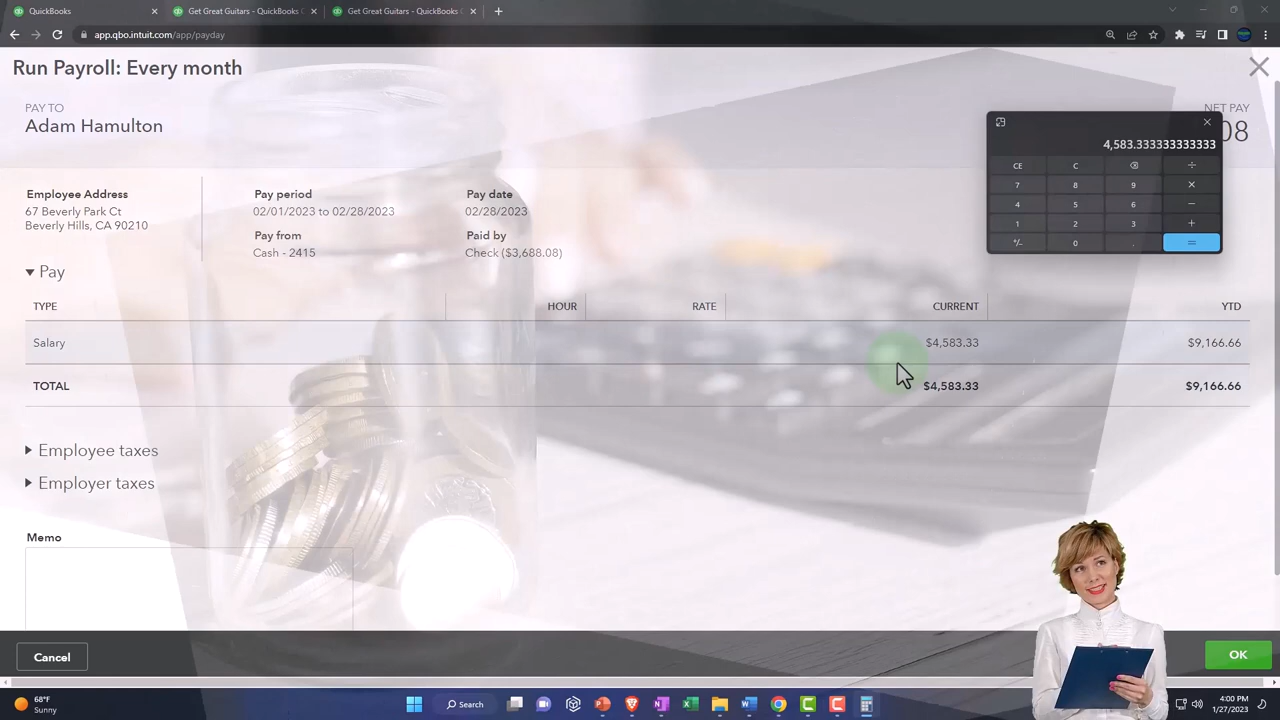 QuickBooks
Get Great Guitars - QuickBooks
Get Great Guitars - QuickBooks
app.qbo.intuit.com/app/payday
Run Payroll: Every month
PAY TO
NET PAY
Adam Hamulton
08
4,583.333333333333
CE C ÷
7 8 9 ×
4 5 6 −
1 2 3 +
+/− 0 . =
Employee Address
67 Beverly Park Ct
Beverly Hills, CA 90210
Pay period
02/01/2023 to 02/28/2023
Pay date
02/28/2023
Pay from
Cash - 2415
Paid by
Check ($3,688.08)
Pay
TYPE HOUR RATE CURRENT YTD
Salary $4,583.33 $9,166.66
TOTAL $4,583.33 $9,166.66
Employee taxes
Employer taxes
Memo
Cancel
OK
68°F
Sunny
Search
4:00 PM
1/27/2023